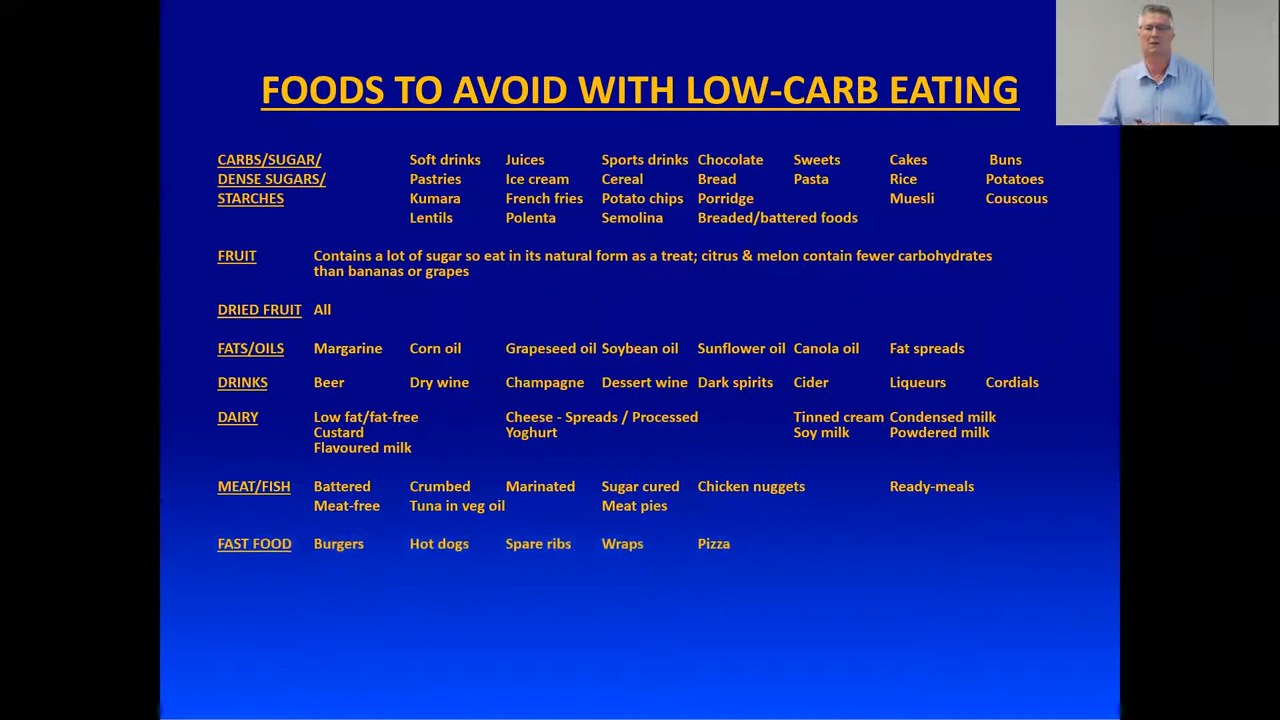 FOODS TO AVOID WITH LOW-CARB EATING
CARBS/SUGAR/ Soft drinks Juices Sports drinks Chocolate Sweets Cakes Buns
DENSE SUGARS/ Pastries Ice cream Cereal Bread Pasta Rice Potatoes
STARCHES Kumara French fries Potato chips Porridge Muesli Couscous
Lentils Polenta Semolina Breaded/battered foods
FRUIT Contains a lot of sugar so eat in its natural form as a treat; citrus & melon contain fewer carbohydrates
than bananas or grapes
DRIED FRUIT All
FATS/OILS Margarine Corn oil Grapeseed oil Soybean oil Sunflower oil Canola oil Fat spreads
DRINKS Beer Dry wine Champagne Dessert wine Dark spirits Cider Liqueurs Cordials
DAIRY Low fat/fat-free Cheese - Spreads / Processed Tinned cream Condensed milk
Custard Yoghurt Soy milk Powdered milk
Flavoured milk
MEAT/FISH Battered Crumbed Marinated Sugar cured Chicken nuggets Ready-meals
Meat-free Tuna in veg oil Meat pies
FAST FOOD Burgers Hot dogs Spare ribs Wraps Pizza